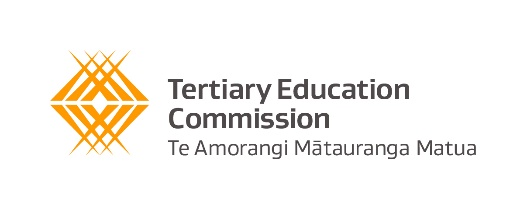 Tertiary Education
Commission
Te Amorangi Mātauranga Matua